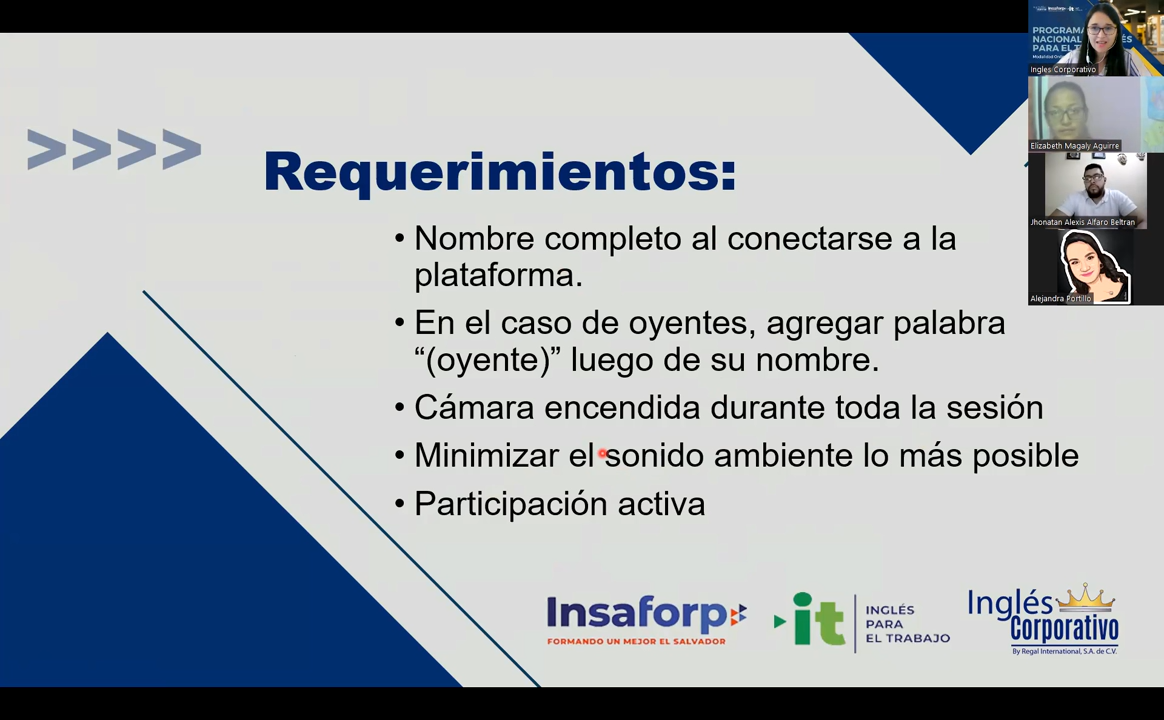 >>>>
Requerimientos:
• Nombre completo al conectarse a la
plataforma.
• En el caso de oyentes, agregar palabra
“(oyente)” luego de su nombre.
• Cámara encendida durante toda la sesión
• Minimizar el sonido ambiente lo más posible
• Participación activa
Insaforp
FORMANDO UN MEJOR EL SALVADOR
it
INGLÉS
PARA
EL TRABAJO
Inglés
Corporativo
By Regal International, S.A. de C.V.
Insaforp
PROGRAMA
NACIONAL
PARA EL T
Ingles Corporativo
Elizabeth Magaly Aguirre
Jhonatan Alexis Alfaro Beltran
Alejandra Portillo